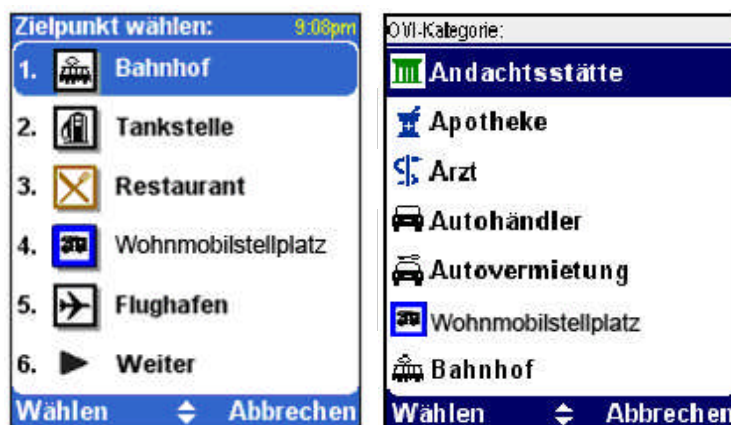 Zielpunkt wählen: 9:08pm
1. Bahnhof
2. Tankstelle
3. Restaurant
4. Wohnmobilstellplatz
5. Flughafen
6. Weiter
Wählen Abbrechen
OVI-Kategorie:
Andachtsstätte
Apotheke
Arzt
Autohändler
Autovermietung
Wohnmobilstellplatz
Bahnhof
Wählen Abbrechen